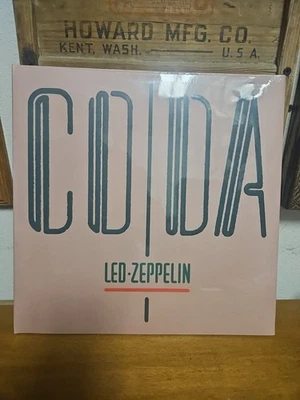 HOWARD MFG. CO.
KENT, WASH. U.S.A.
CODA
LED·ZEPPELIN